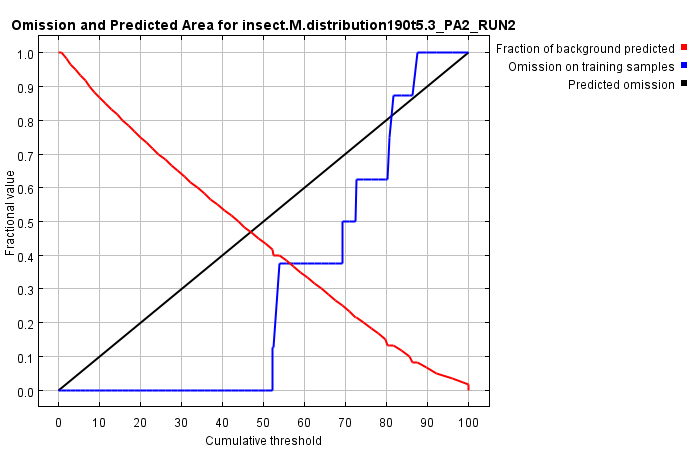 Omission and Predicted Area for insect.M.distribution190t5.3_PA2_RUN2
Fraction of background predicted
Omission on training samples
Predicted omission
Fractional value
1.0
0.9
0.8
0.7
0.6
0.5
0.4
0.3
0.2
0.1
0.0
0 10 20 30 40 50 60 70 80 90 100
Cumulative threshold